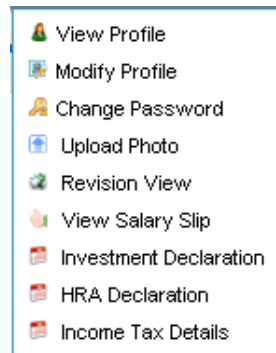 View Profile
Modify Profile
Change Password
Upload Photo
Revision View
View Salary Slip
Investment Declaration
HRA Declaration
Income Tax Details